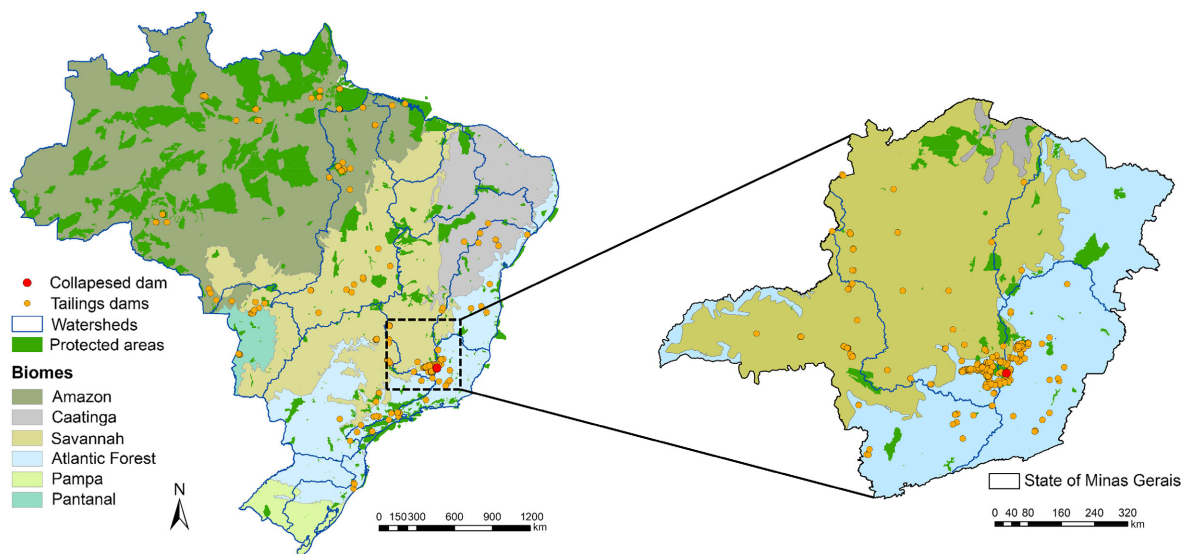 Collapesed dam
Tailings dams
Watersheds
Protected areas
Biomes
Amazon
Caatinga
Savannah
Atlantic Forest
Pampa
Pantanal
N
0 150300 600 900 1200
km
State of Minas Gerais
0 40 80 160 240 320
km